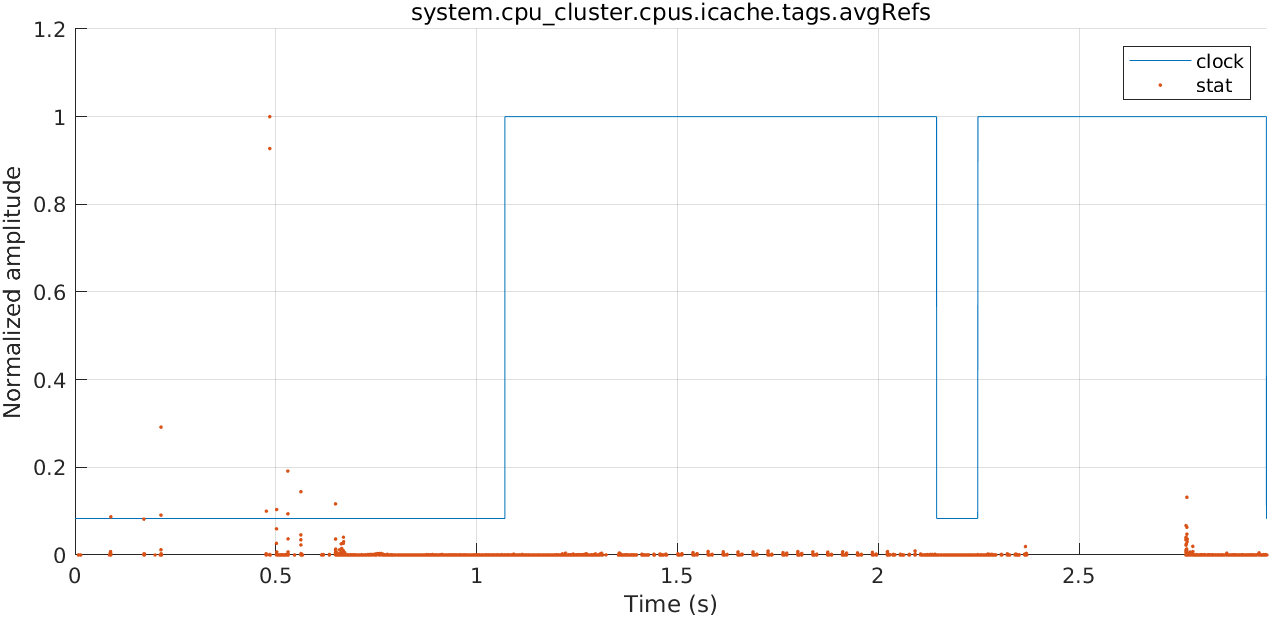 system.cpu_cluster.cpus.icache.tags.avgRefs
1.2
1
0.8
0.6
0.4
0.2
0
Normalized amplitude
clock
stat
0 0.5 1 1.5 2 2.5
Time (s)